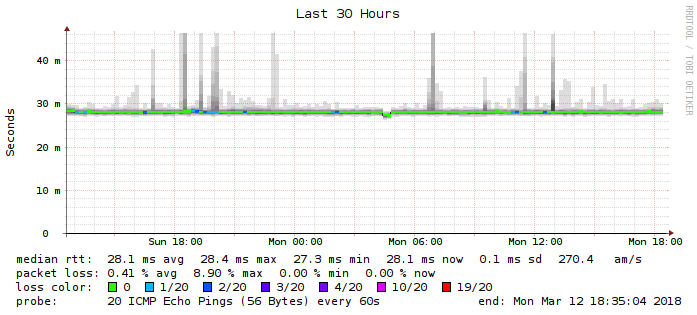 Last 30 Hours
RRDTOOL / TOBI OETIKER
Seconds
40 m
30 m
20 m
10 m
0
Sun 18:00 Mon 00:00 Mon 06:00 Mon 12:00 Mon 18:00
median rtt: 28.1 ms avg 28.4 ms max 27.3 ms min 28.1 ms now 0.1 ms sd 270.4 am/s
packet loss: 0.41 % avg 8.90 % max 0.00 % min 0.00 % now
loss color: 0 1/20 2/20 3/20 4/20 10/20 19/20
probe: 20 ICMP Echo Pings (56 Bytes) every 60s end: Mon Mar 12 18:35:04 2018